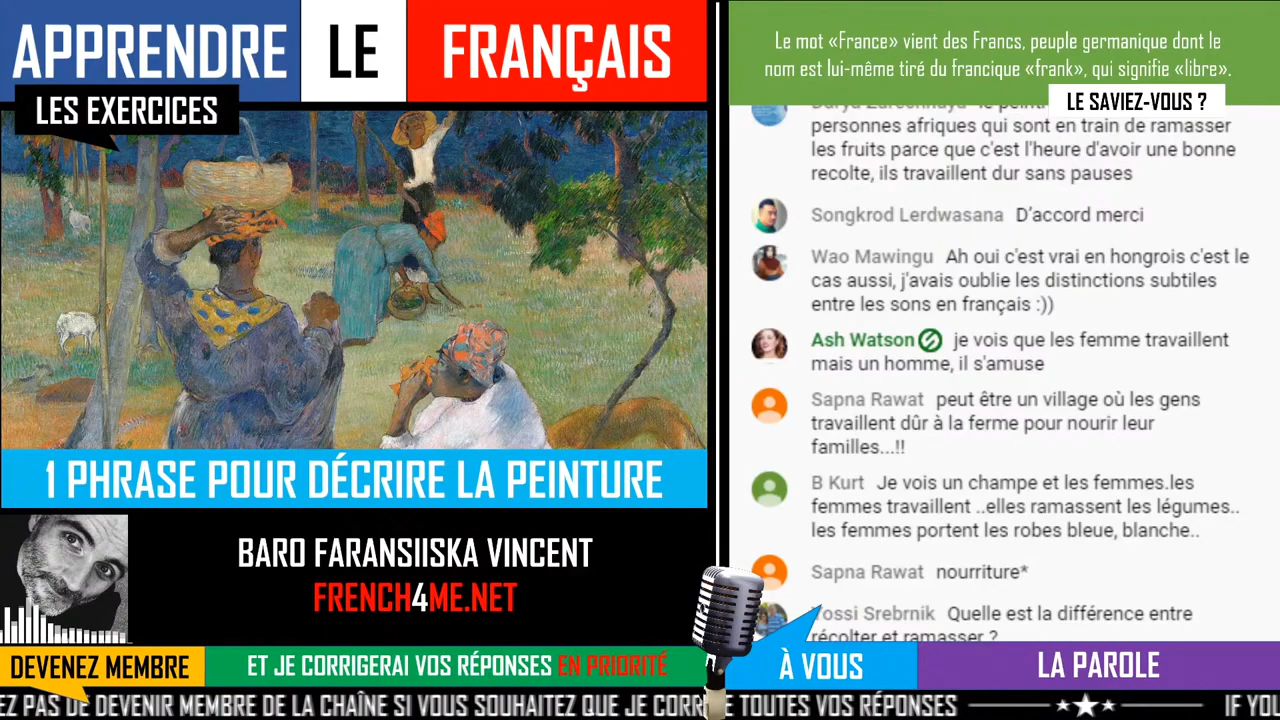 APPRENDRE LE FRANÇAIS
LES EXERCICES
1 PHRASE POUR DÉCRIRE LA PEINTURE
BARO FARANSIISKA VINCENT
FRENCH4ME.NET
DEVENEZ MEMBRE
ET JE CORRIGERAI VOS RÉPONSES EN PRIORITÉ
Le mot «France» vient des Francs, peuple germanique dont le
nom est lui-même tiré du francique «frank», qui signifie «libre».
LE SAVIEZ-VOUS ?
personnes afriques qui sont en train de ramasser
les fruits parce que c'est l'heure d'avoir une bonne
recolte, ils travaillent dur sans pauses
Songkrod Lerdwasana D'accord merci
Wao Mawingu Ah oui c'est vrai en hongrois c'est le
cas aussi, j'avais oublie les distinctions subtiles
entre les sons en français :))
Ash Watson je vois que les femme travaillent
mais un homme, il s'amuse
Sapna Rawat peut être un village où les gens
travaillent dûr à la ferme pour nourir leur
familles...!!
B Kurt Je vois un champe et les femmes.les
femmes travaillent ..elles ramassent les légumes..
les femmes portent les robes bleue, blanche..
Sapna Rawat nourriture*
Yossi Srebrnik Quelle est la différence entre
récolter et ramasser ?
À VOUS
LA PAROLE
EZ PAS DE DEVENIR MEMBRE DE LA CHAÎNE SI VOUS SOUHAITEZ QUE JE CORR E TOUTES VOS RÉPONSES IF YOU